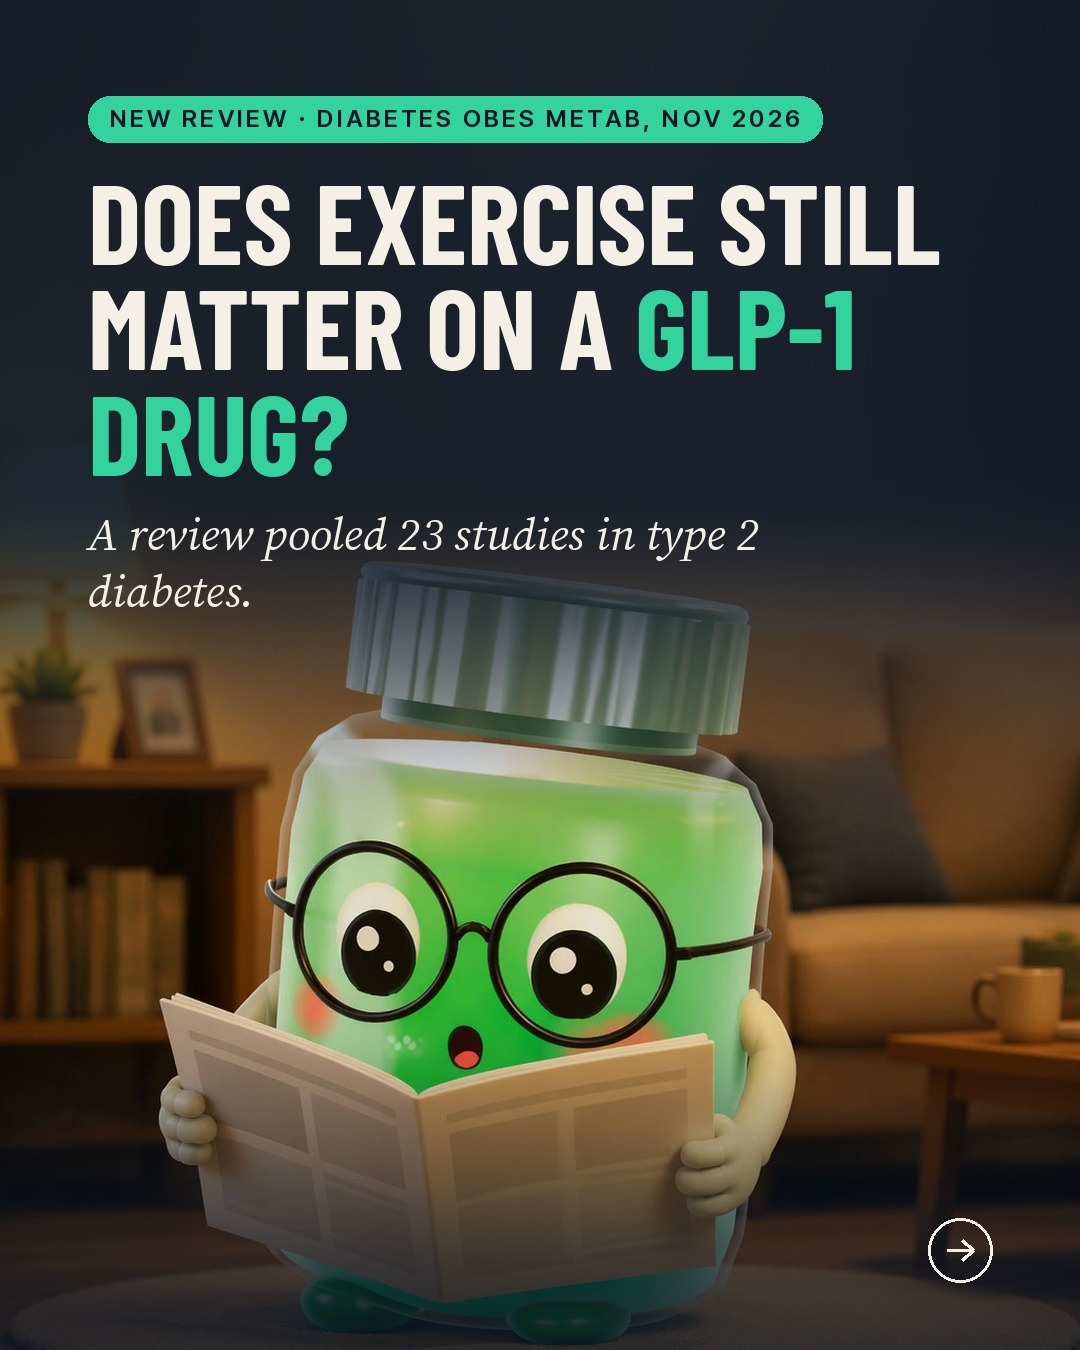 NEW REVIEW · DIABETES OBES METAB, NOV 2026
DOES EXERCISE STILL
MATTER ON A GLP-1
DRUG?
A review pooled 23 studies in type 2
diabetes.